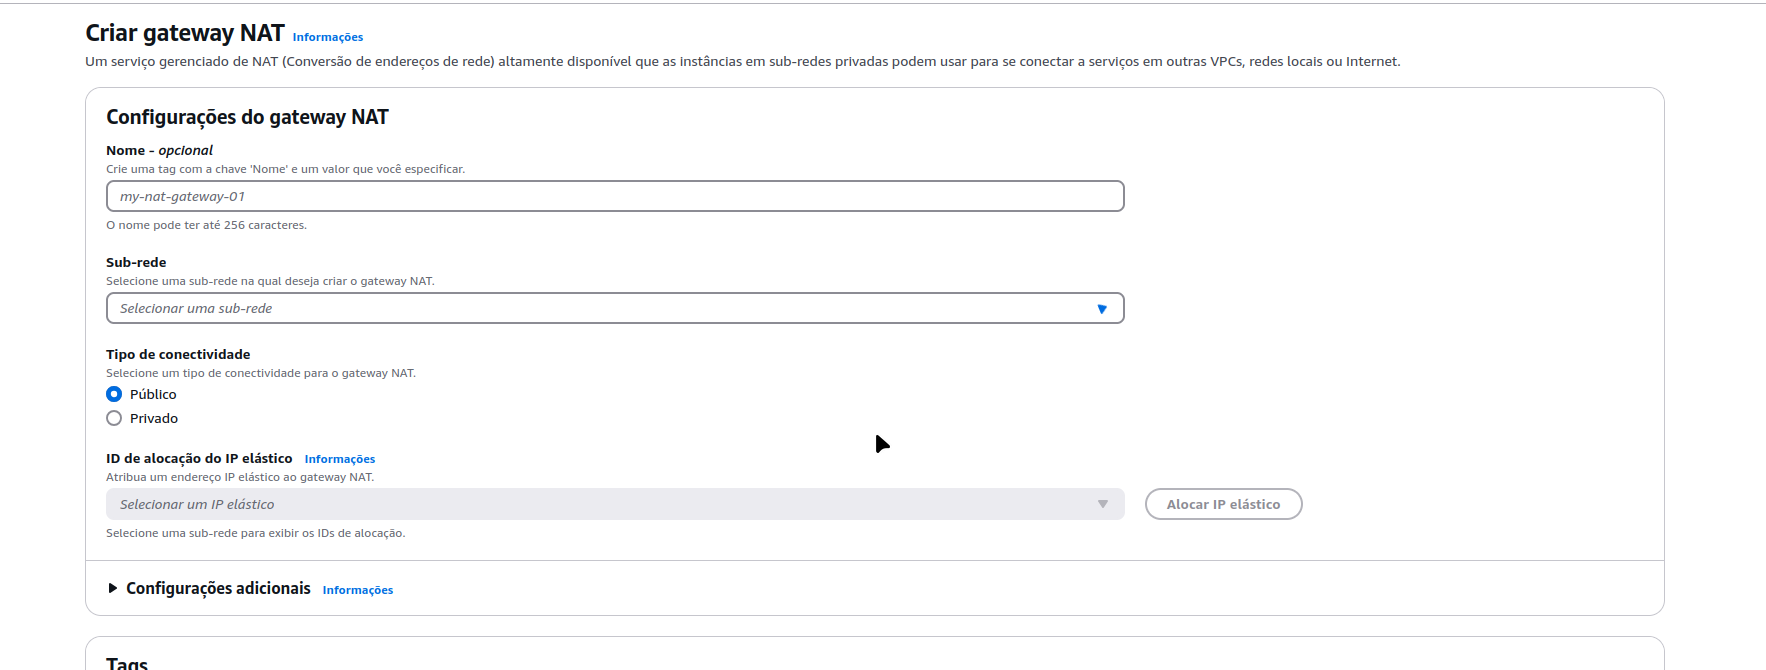 Criar gateway NAT Informações
Um serviço gerenciado de NAT (Conversão de endereços de rede) altamente disponível que as instâncias em sub-redes privadas podem usar para se conectar a serviços em outras VPCs, redes locais ou Internet.
Configurações do gateway NAT
Nome - opcional
Crie uma tag com a chave 'Nome' e um valor que você especificar.
my-nat-gateway-01
O nome pode ter até 256 caracteres.
Sub-rede
Selecione uma sub-rede na qual deseja criar o gateway NAT.
Selecionar uma sub-rede
Tipo de conectividade
Selecione um tipo de conectividade para o gateway NAT.
Público
Privado
ID de alocação do IP elástico Informações
Atribua um endereço IP elástico ao gateway NAT.
Selecionar um IP elástico Alocar IP elástico
Selecione uma sub-rede para exibir os IDs de alocação.
Configurações adicionais Informações
Tags